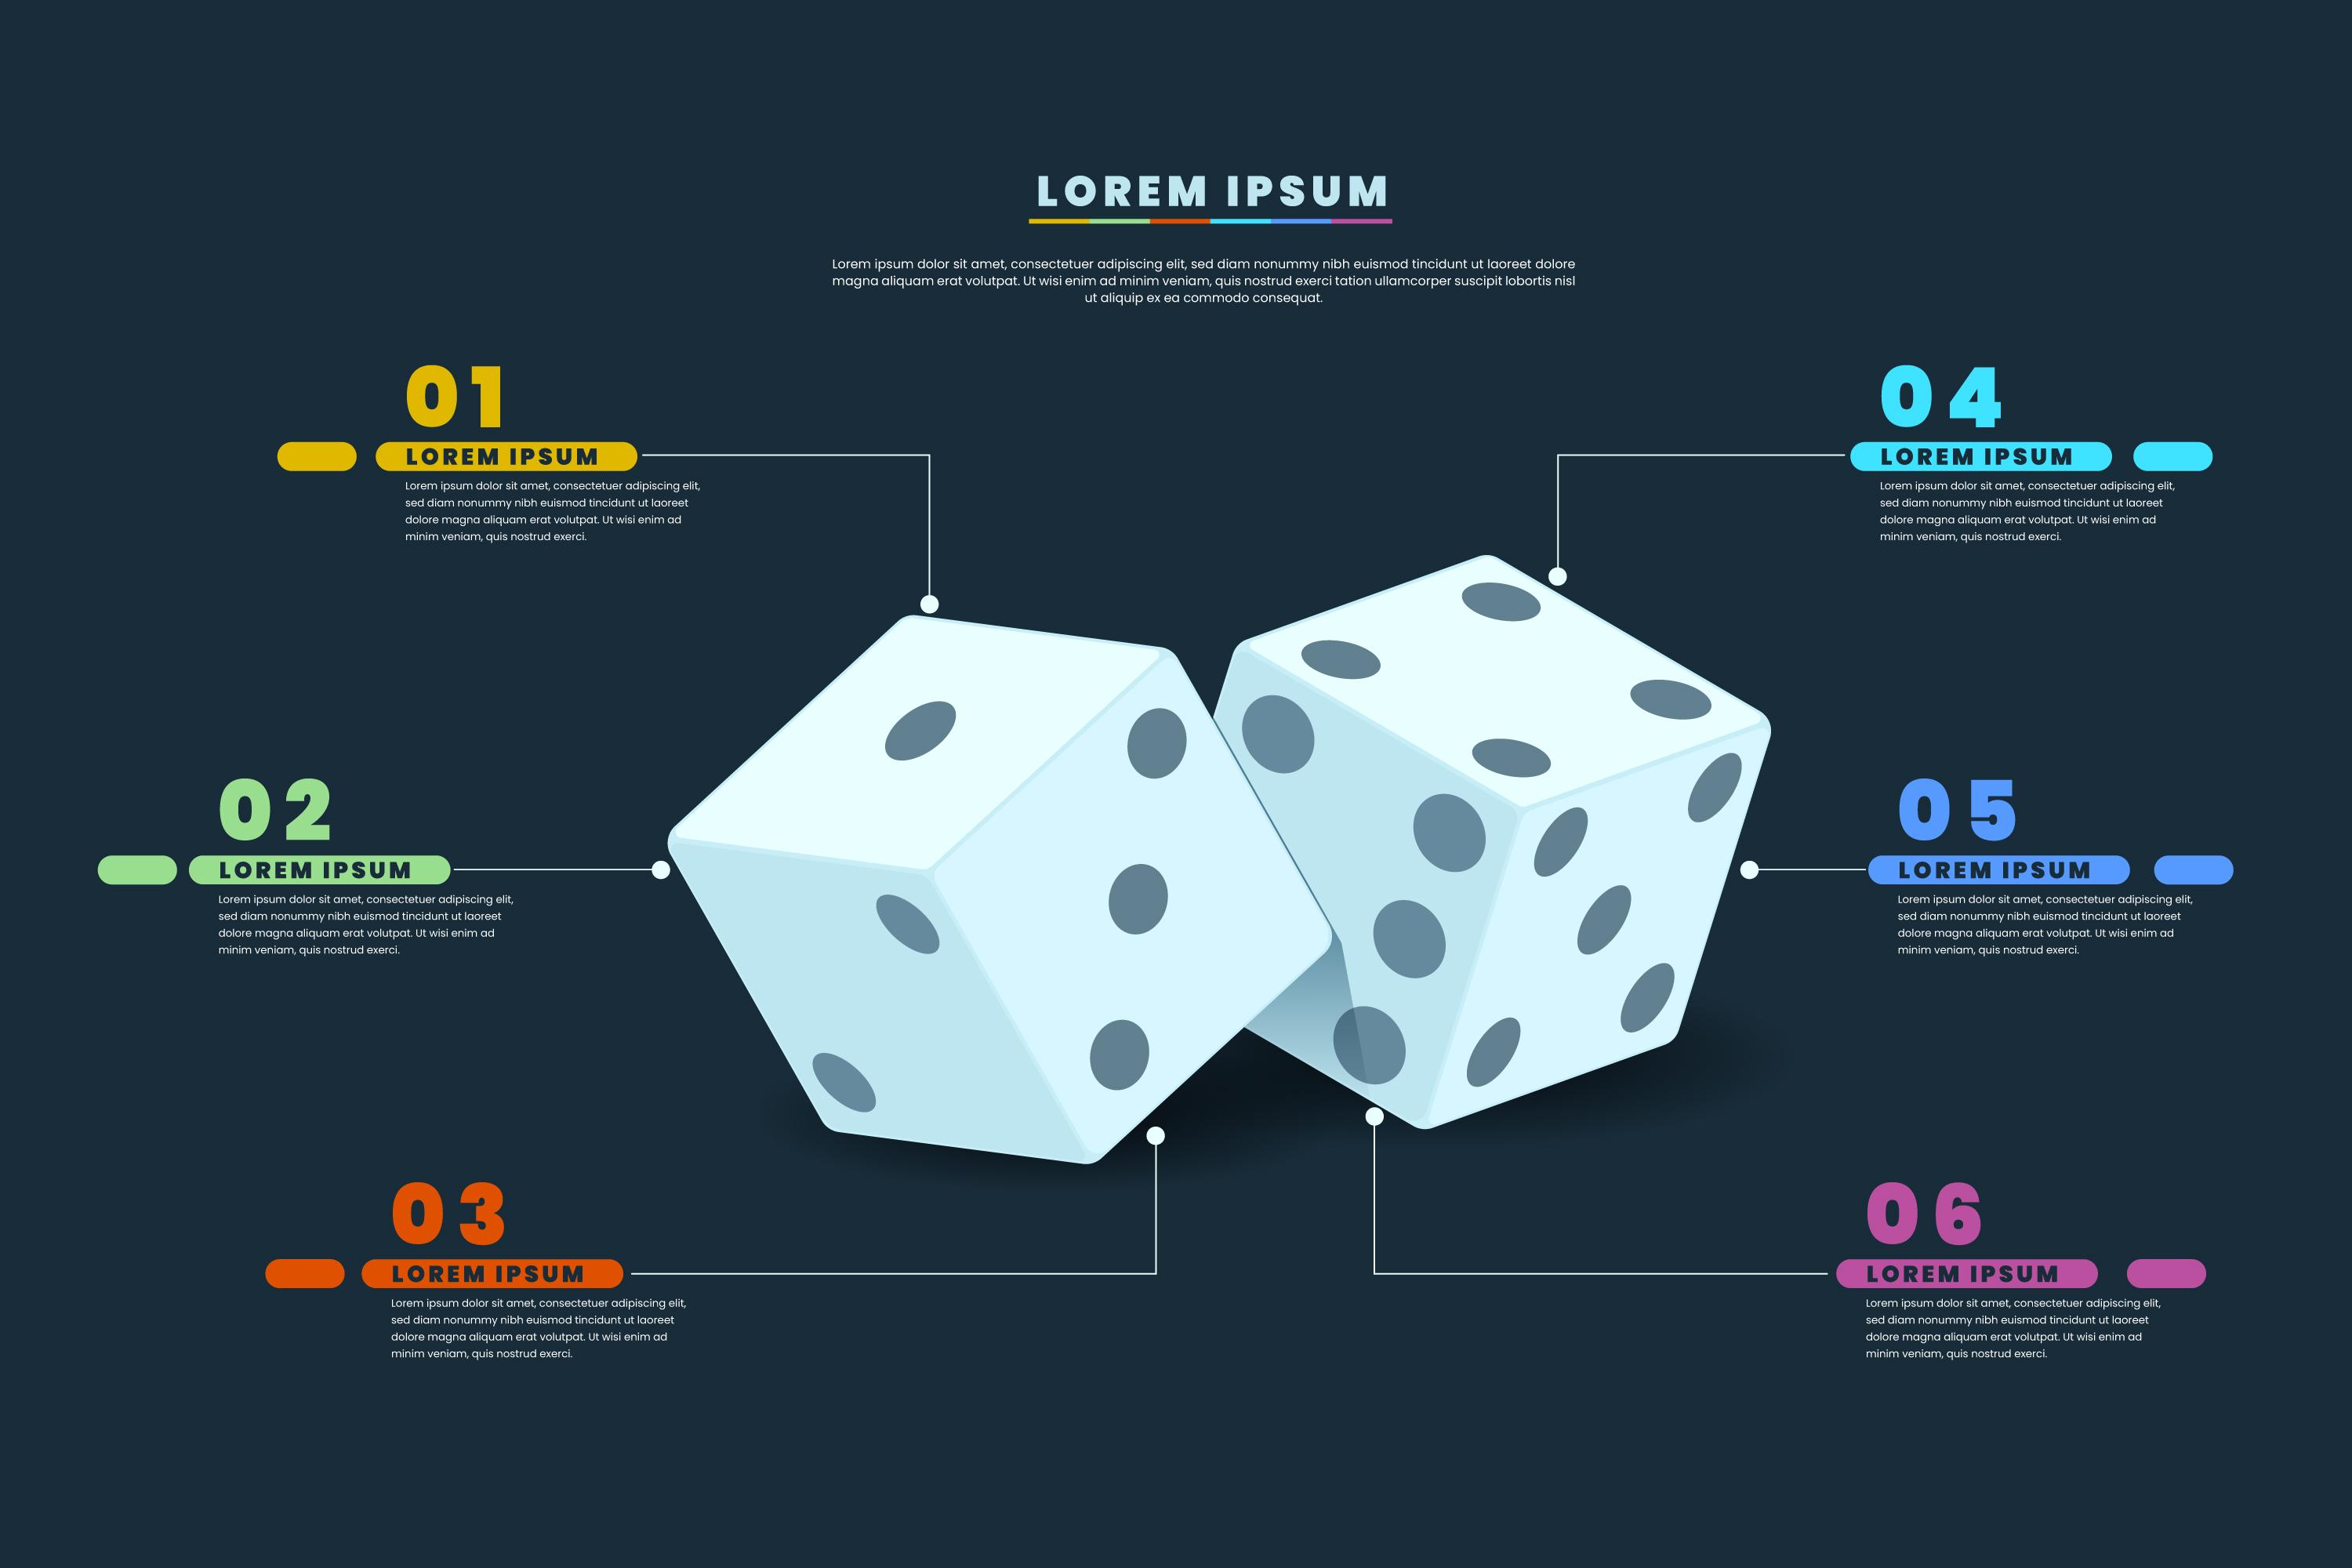 LOREM IPSUM
Lorem ipsum dolor sit amet, consectetuer adipiscing elit, sed diam nonummy nibh euismod tincidunt ut laoreet dolore
magna aliquam erat volutpat. Ut wisi enim ad minim veniam, quis nostrud exerci tation ullamcorper suscipit lobortis nisl
ut aliquip ex ea commodo consequat.
01
LOREM IPSUM
Lorem ipsum dolor sit amet, consectetuer adipiscing elit,
sed diam nonummy nibh euismod tincidunt ut laoreet
dolore magna aliquam erat volutpat. Ut wisi enim ad
minim veniam, quis nostrud exerci.
02
LOREM IPSUM
Lorem ipsum dolor sit amet, consectetuer adipiscing elit,
sed diam nonummy nibh euismod tincidunt ut laoreet
dolore magna aliquam erat volutpat. Ut wisi enim ad
minim veniam, quis nostrud exerci.
03
LOREM IPSUM
Lorem ipsum dolor sit amet, consectetuer adipiscing elit,
sed diam nonummy nibh euismod tincidunt ut laoreet
dolore magna aliquam erat volutpat. Ut wisi enim ad
minim veniam, quis nostrud exerci.
04
LOREM IPSUM
Lorem ipsum dolor sit amet, consectetuer adipiscing elit,
sed diam nonummy nibh euismod tincidunt ut laoreet
dolore magna aliquam erat volutpat. Ut wisi enim ad
minim veniam, quis nostrud exerci.
05
LOREM IPSUM
Lorem ipsum dolor sit amet, consectetuer adipiscing elit,
sed diam nonummy nibh euismod tincidunt ut laoreet
dolore magna aliquam erat volutpat. Ut wisi enim ad
minim veniam, quis nostrud exerci.
06
LOREM IPSUM
Lorem ipsum dolor sit amet, consectetuer adipiscing elit,
sed diam nonummy nibh euismod tincidunt ut laoreet
dolore magna aliquam erat volutpat. Ut wisi enim ad
minim veniam, quis nostrud exerci.